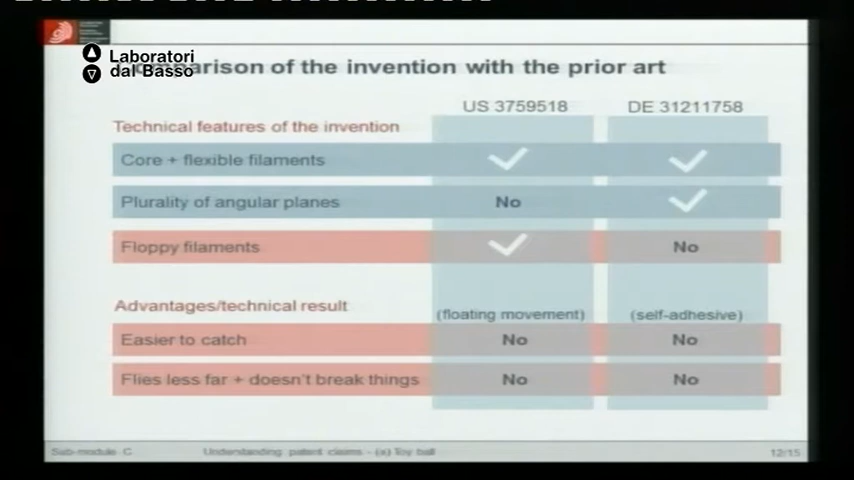 Laboratori
dal Basso
Comparison of the invention with the prior art
US 3759518 DE 31211758
Technical features of the invention
Core + flexible filaments
Plurality of angular planes No
Floppy filaments No
Advantages/technical result (floating movement) (self-adhesive)
Easier to catch No No
Flies less far + doesn't break things No No
Sub-module C Understanding patent claims - (x) Toy ball 12/15